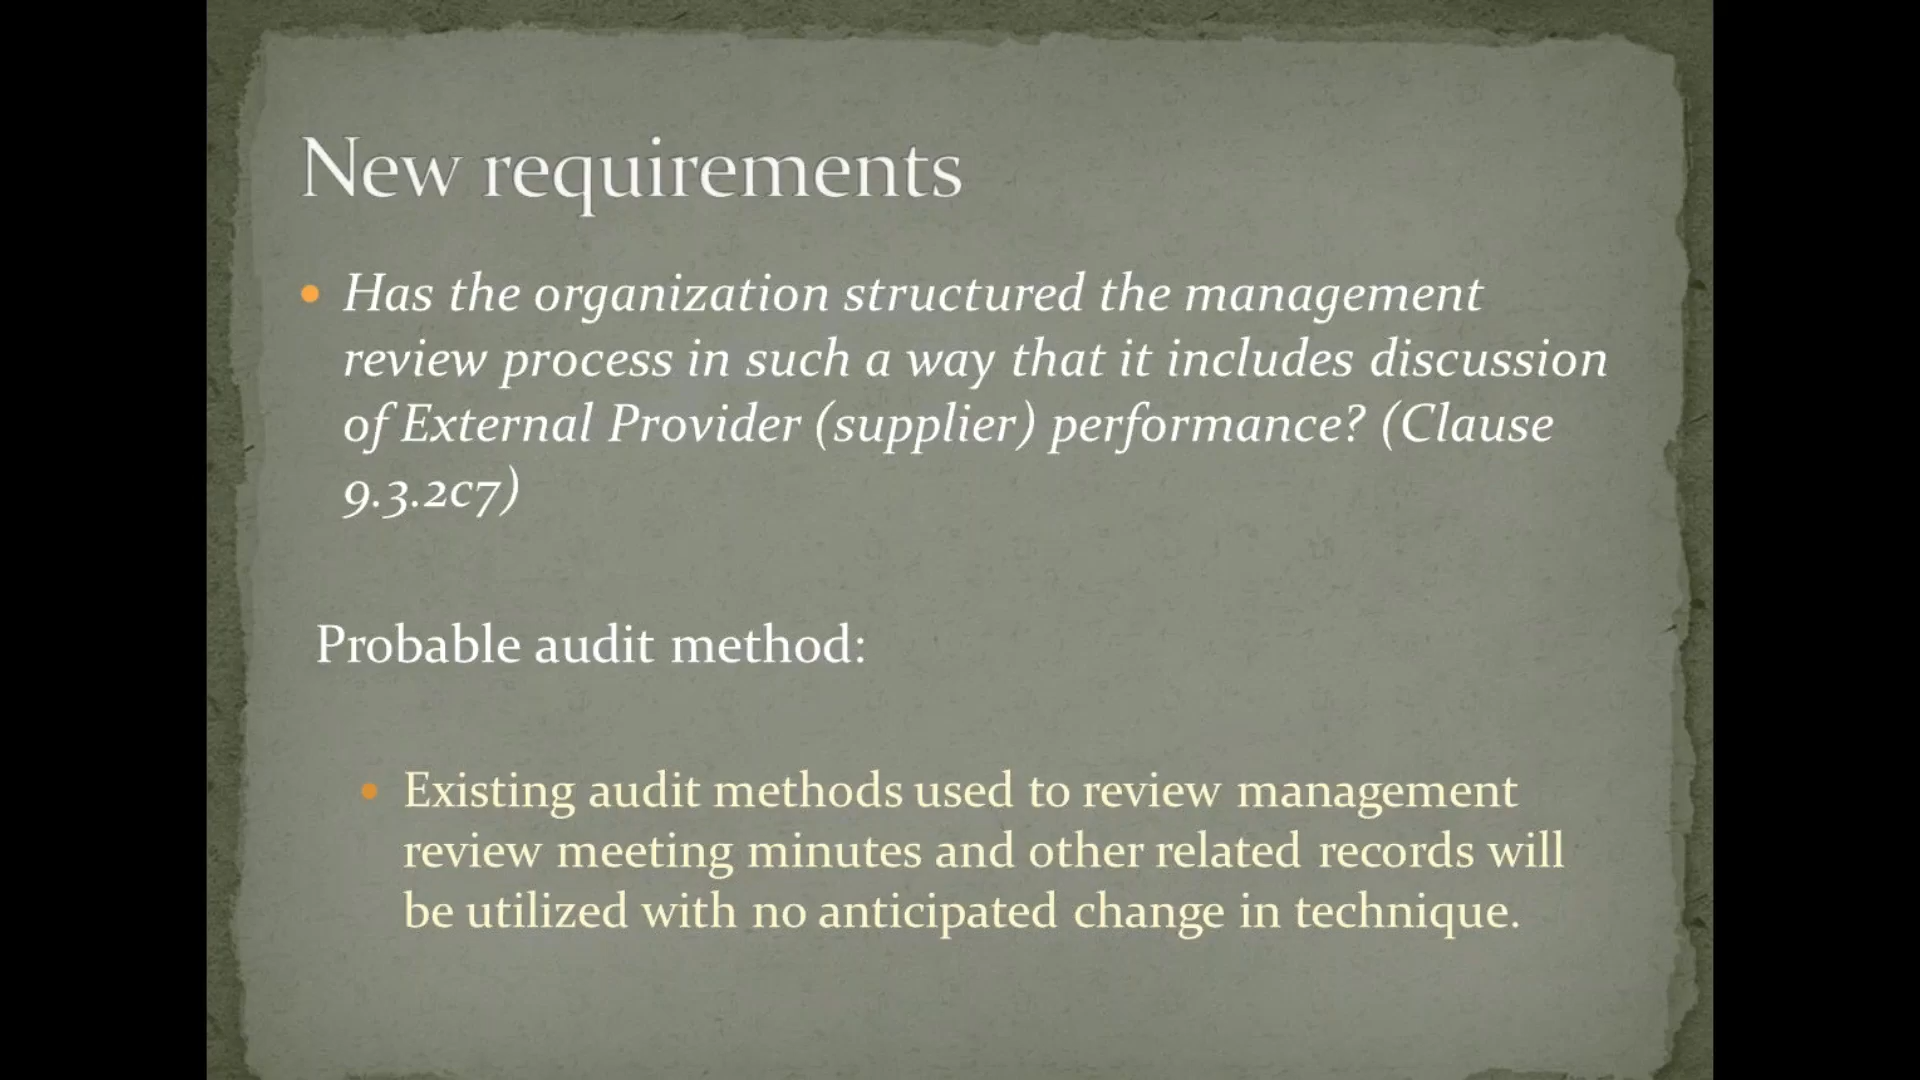 New requirements
Has the organization structured the management
review process in such a way that it includes discussion
of External Provider (supplier) performance? (Clause
9.3.2c7)
Probable audit method:
Existing audit methods used to review management
review meeting minutes and other related records will
be utilized with no anticipated change in technique.